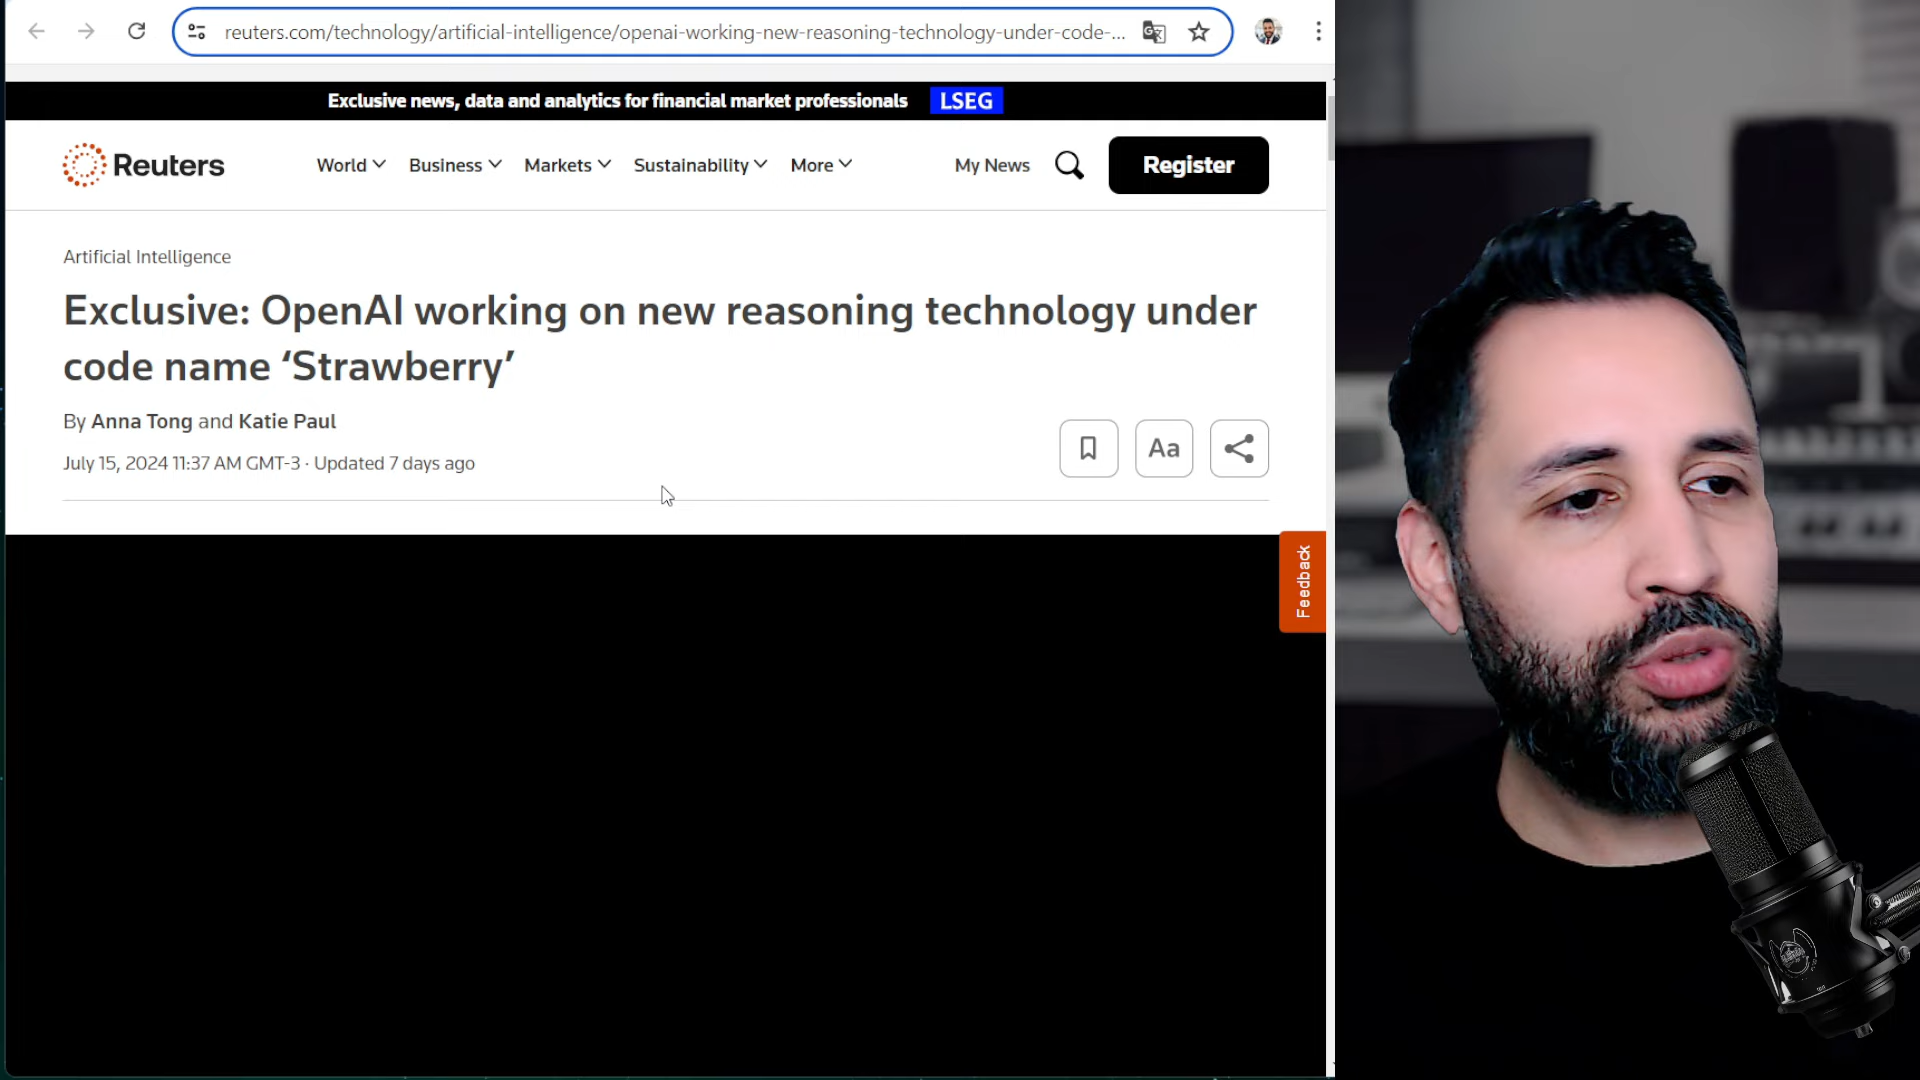 reuters.com/technology/artificial-intelligence/openai-working-new-reasoning-technology-under-code-...
Exclusive news, data and analytics for financial market professionals LSEG
Reuters World Business Markets Sustainability More My News Register
Artificial Intelligence
Exclusive: OpenAI working on new reasoning technology under
code name ‘Strawberry’
By Anna Tong and Katie Paul
July 15, 2024 11:37 AM GMT-3 · Updated 7 days ago
Aa
Feedback